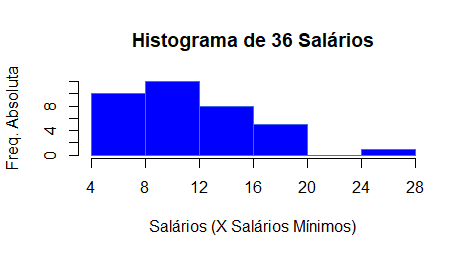 Histograma de 36 Salários
Freq. Absoluta
8
4
0
4 8 12 16 20 24 28
Salários (X Salários Mínimos)